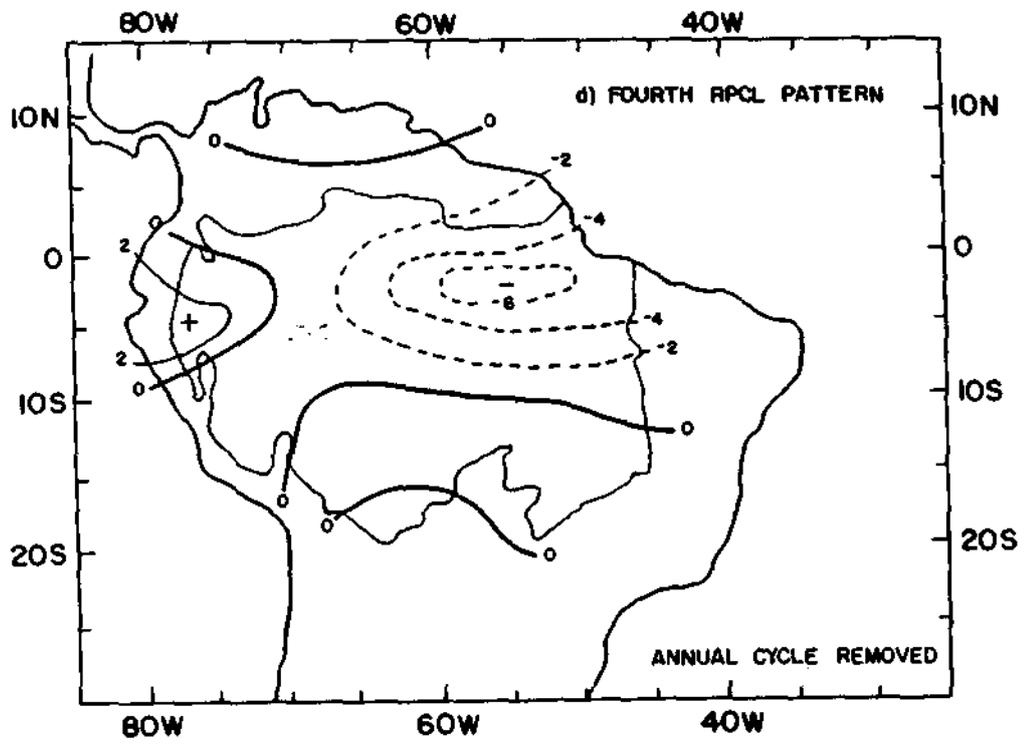 80W 60W 40W
d) FOURTH RPCL PATTERN
10N 10N
0
0
-2
-4
0
2
0 0
–
6
+
-4
2 -2
0
10S 10S
0
0
0
0
20S 20S
ANNUAL CYCLE REMOVED
80W 60W 40W